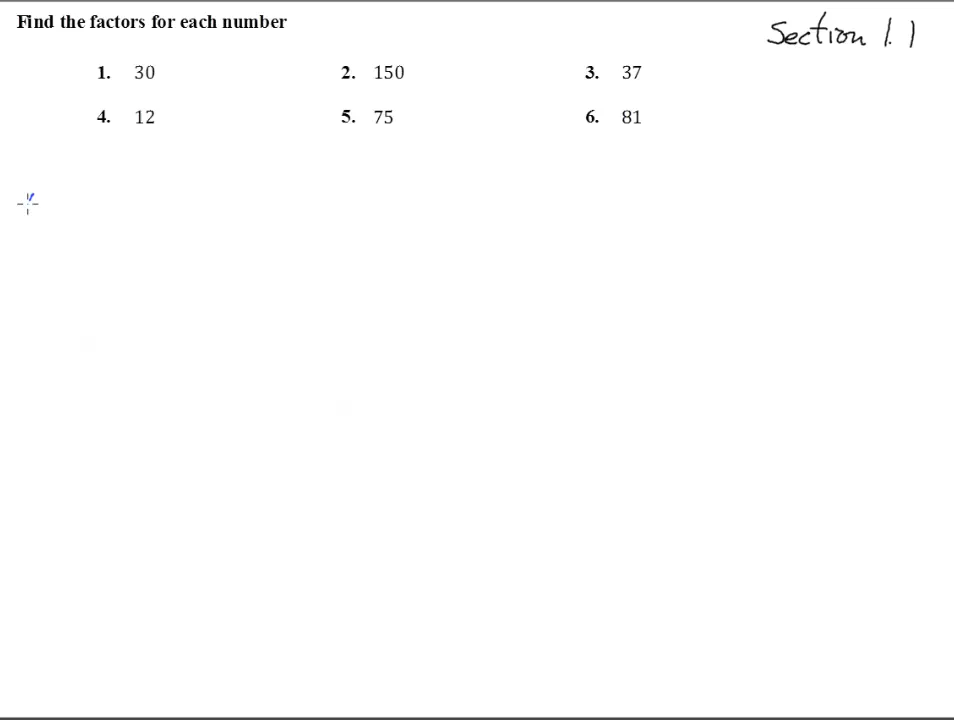 Find the factors for each number
Section 1.1
1. 30 2. 150 3. 37
4. 12 5. 75 6. 81